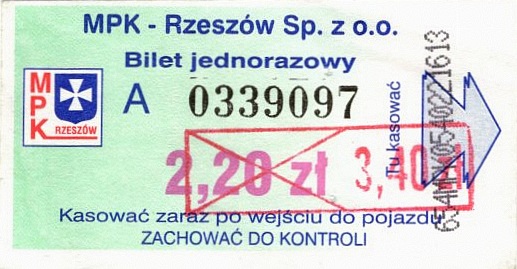 MPK - Rzeszów Sp. z o.o.
Bilet jednorazowy
MPK
RZESZÓW
A 0339097
Tu kasować
2,20 zł
3,40 zł
Kasować zaraz po wejściu do pojazdu
ZACHOWAĆ DO KONTROLI